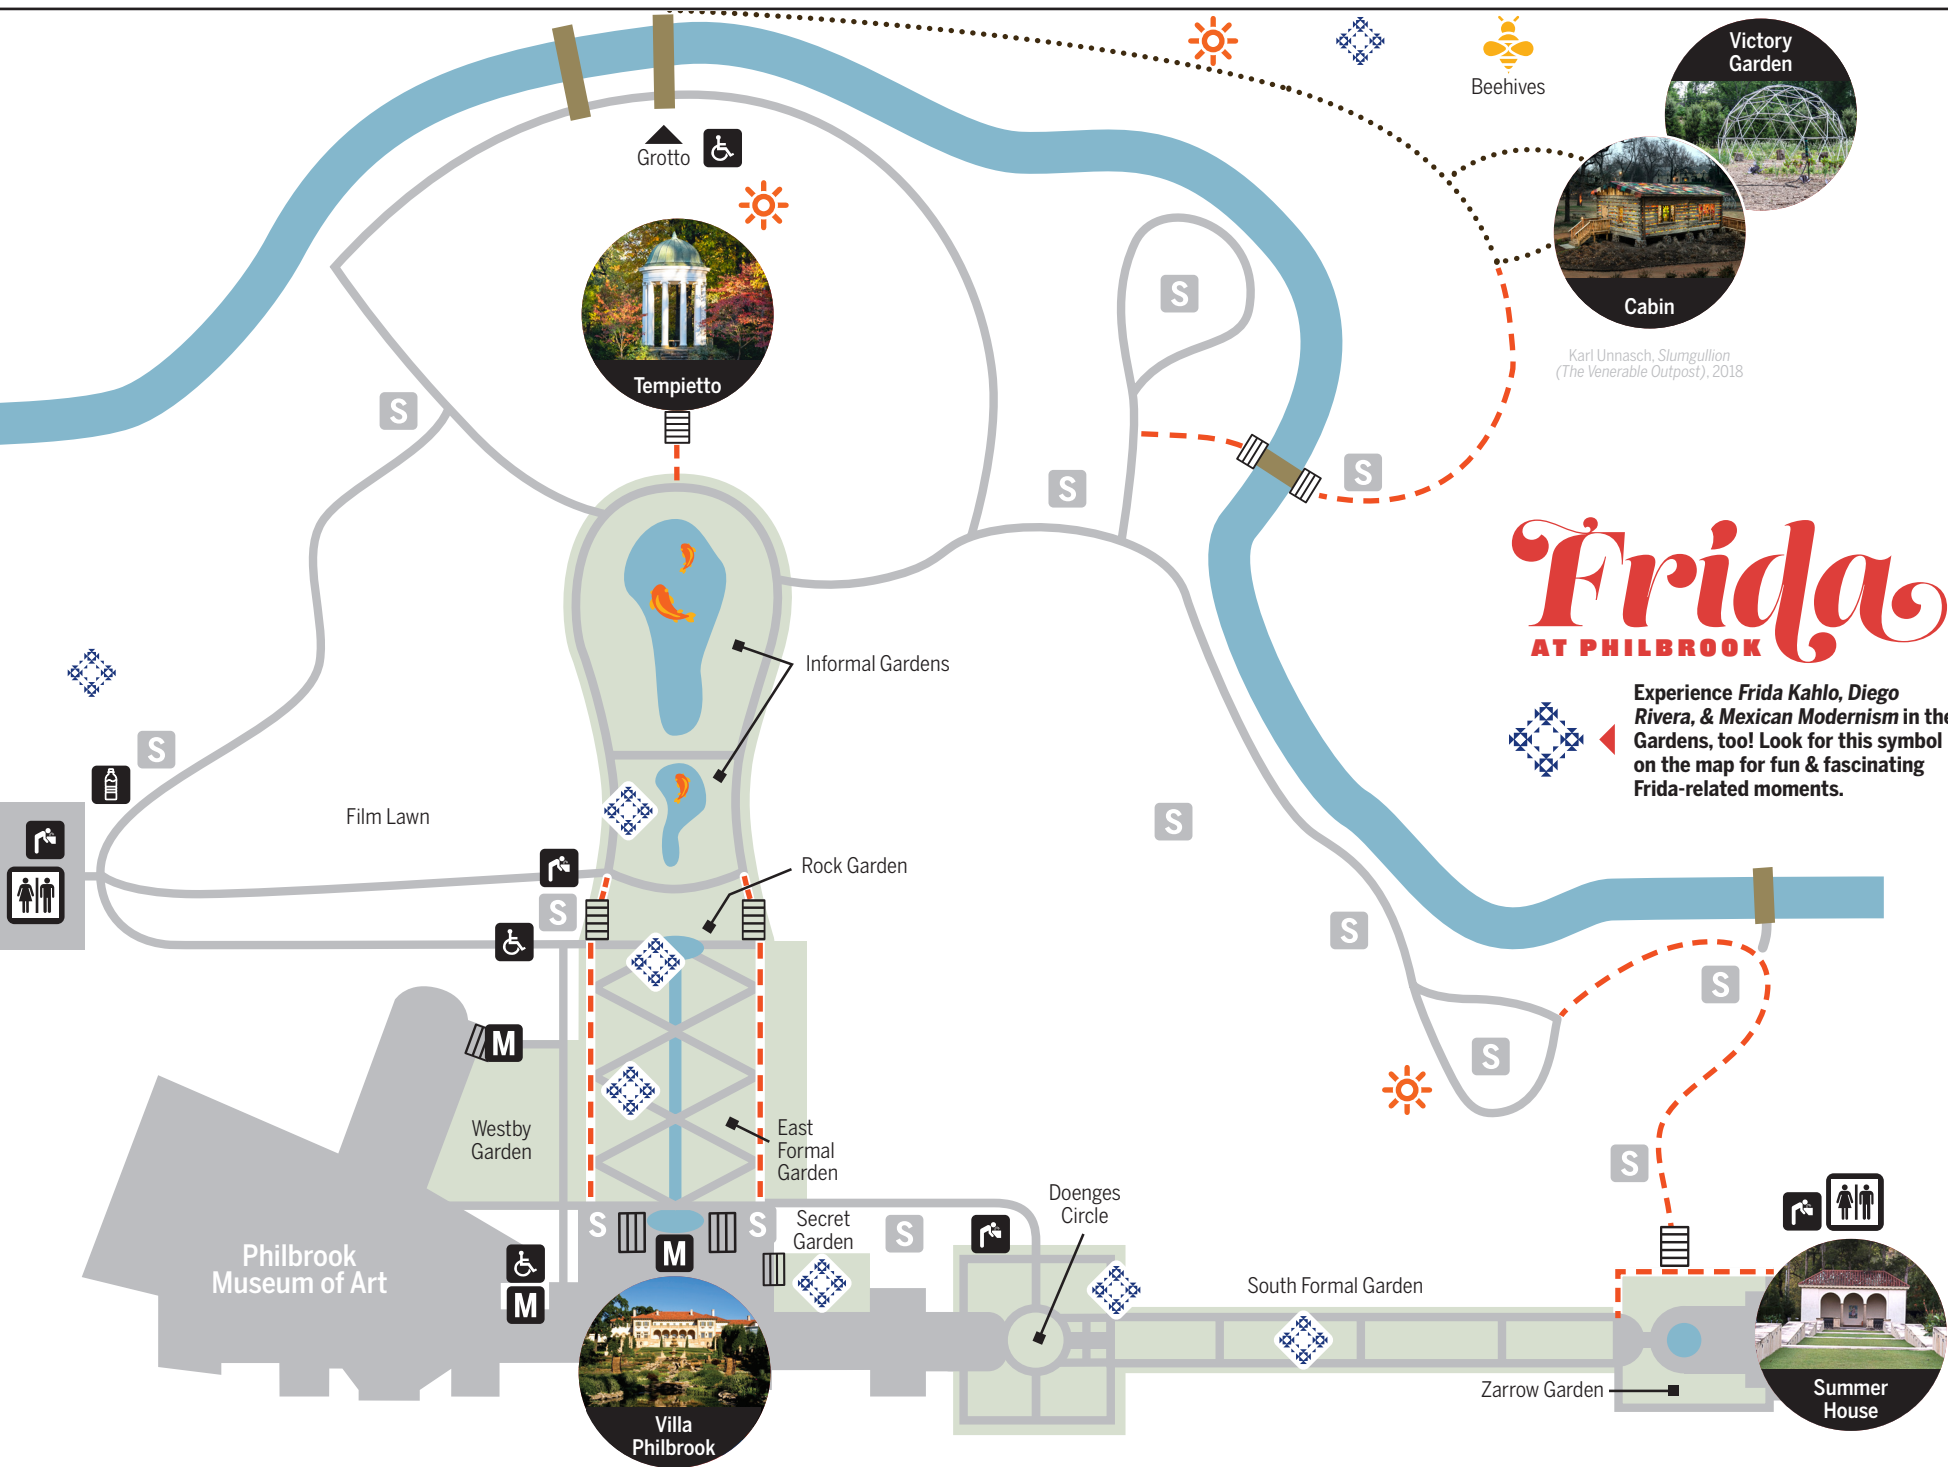 Victory
Garden
Beehives
Grotto
Cabin
Karl Unnasch, Slumgullion
(The Venerable Outpost), 2018
S
Tempietto
S
S
S
Frida
AT PHILBROOK
Experience Frida Kahlo, Diego
Rivera, & Mexican Modernism in the
Gardens, too! Look for this symbol
on the map for fun & fascinating
Frida-related moments.
Informal Gardens
S
Film Lawn
S
Rock Garden
S
S
S
M
S
Westby
Garden
East
Formal
Garden
S
Doenges
Circle
S
S
Secret
Garden
S
M
Philbrook
Museum of Art
M
South Formal Garden
Zarrow Garden
Summer
House
Villa
Philbrook